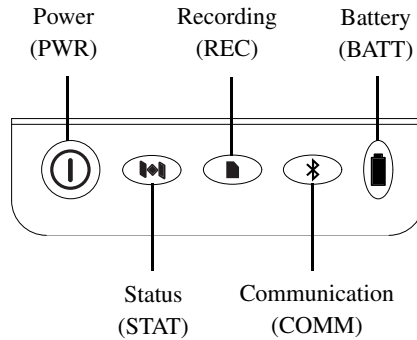 Power
(PWR)
Recording
(REC)
Battery
(BATT)
Status
(STAT)
Communication
(COMM)